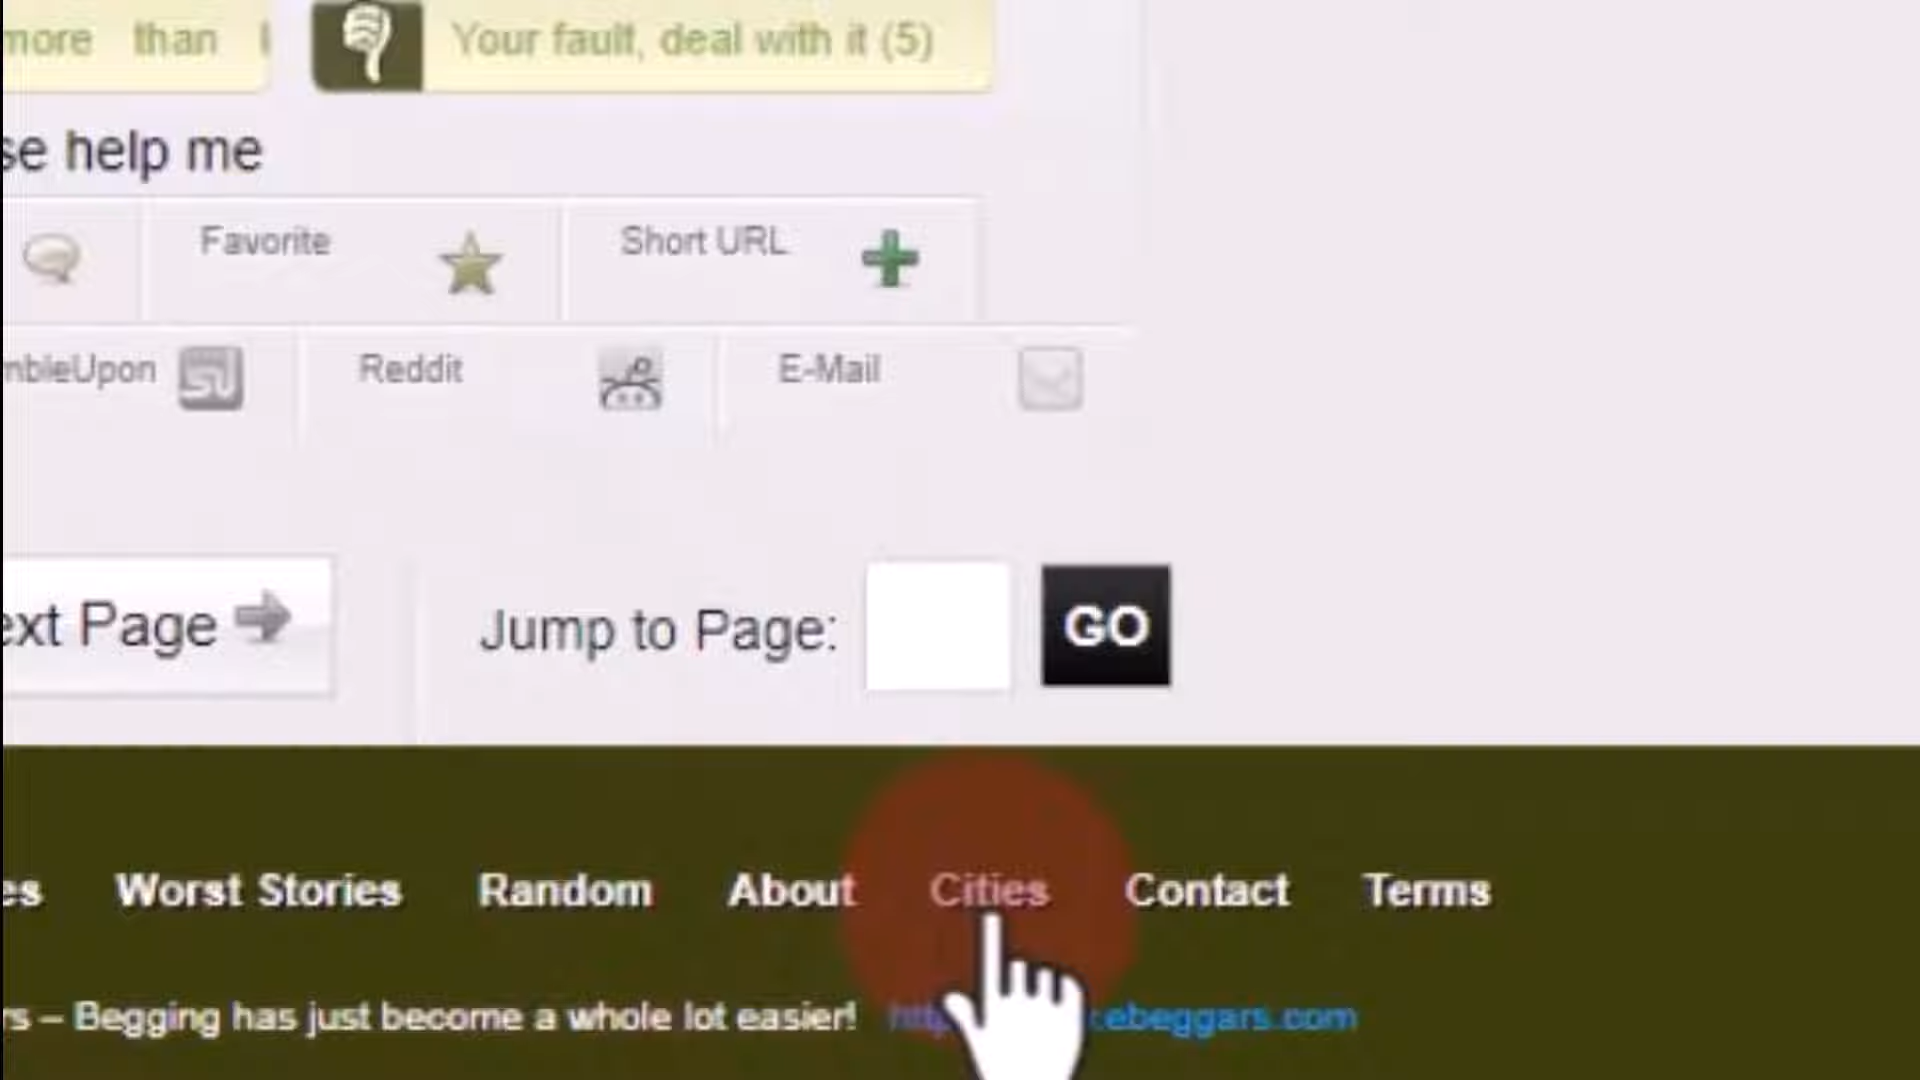 more than
Your fault, deal with it (5)
se help me
Favorite
Short URL
mbleUpon
Reddit
E-Mail
ext Page
Jump to Page:
GO
es Worst Stories Random About Cities Contact Terms
rs – Begging has just become a whole lot easier! http .ebeggars.com